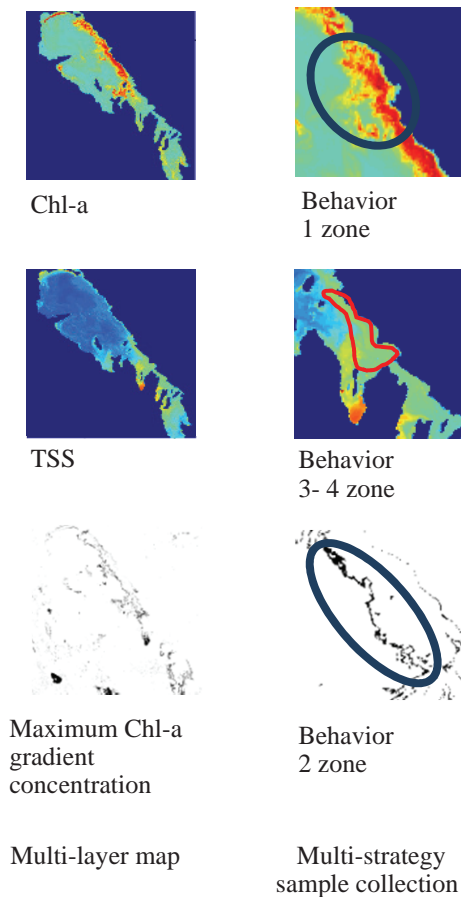 Chl-a
Behavior
1 zone
TSS
Behavior
3- 4 zone
Maximum Chl-a
gradient
concentration
Behavior
2 zone
Multi-layer map
Multi-strategy
sample collection